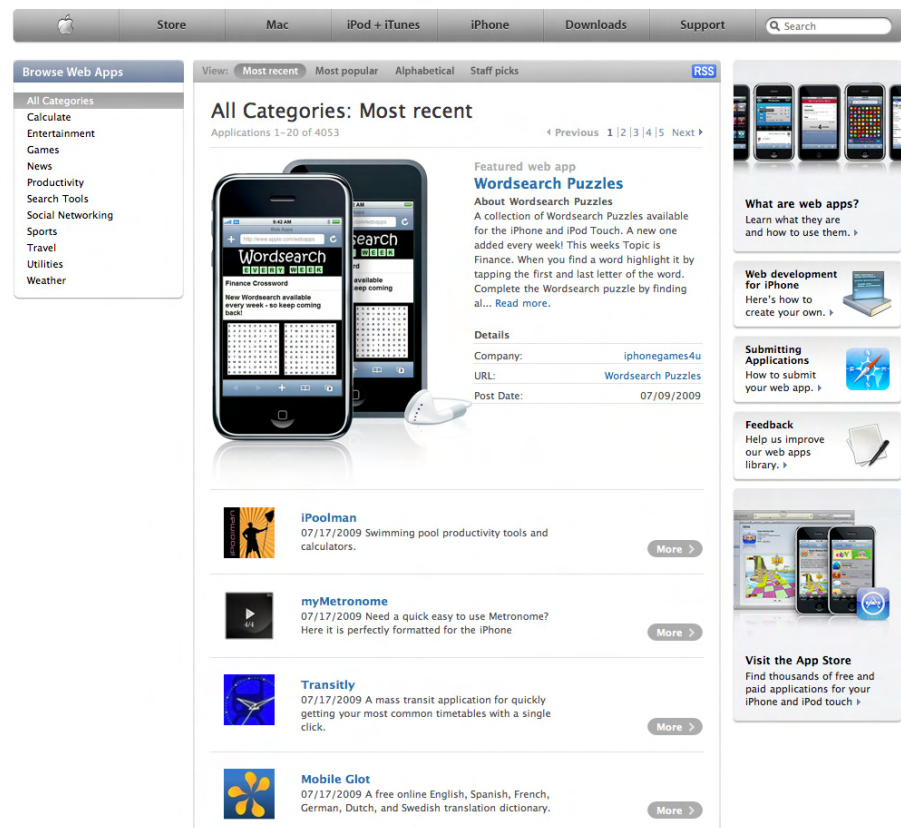 Store
Mac
iPod + iTunes
iPhone
Downloads
Support
Search
Browse Web Apps
All Categories
Calculate
Entertainment
Games
News
Productivity
Search Tools
Social Networking
Sports
Travel
Utilities
Weather
View: Most recent Most popular Alphabetical Staff picks RSS
All Categories: Most recent
Applications 1–20 of 4053
Previous 1 | 2 | 3 | 4 | 5 Next
9:42 AM
Web Apps
http://www.apple.com/webapps
Wordsearch
EVERY WEEK
Finance Crossword
New Wordsearch available
every week - so keep coming
back!
Featured web app
Wordsearch Puzzles
About Wordsearch Puzzles
A collection of Wordsearch Puzzles available
for the iPhone and iPod Touch. A new one
added every week! This weeks Topic is
Finance. When you find a word highlight it by
tapping the first and last letter of the word.
Complete the Wordsearch puzzle by finding
al... Read more.
Details
Company: iphonegames4u
URL: Wordsearch Puzzles
Post Date: 07/09/2009
iPoolman
07/17/2009 Swimming pool productivity tools and
calculators.
More
myMetronome
07/17/2009 Need a quick easy to use Metronome?
Here it is perfectly formatted for the iPhone
More
4/4
Transitly
07/17/2009 A mass transit application for quickly
getting your most common timetables with a single
click.
More
Mobile Glot
07/17/2009 A free online English, Spanish, French,
German, Dutch, and Swedish translation dictionary.
More
What are web apps?
Learn what they are
and how to use them.
Web development
for iPhone
Here's how to
create your own.
Submitting
Applications
How to submit
your web app.
Feedback
Help us improve
our web apps
library.
Visit the App Store
Find thousands of free and
paid applications for your
iPhone and iPod touch